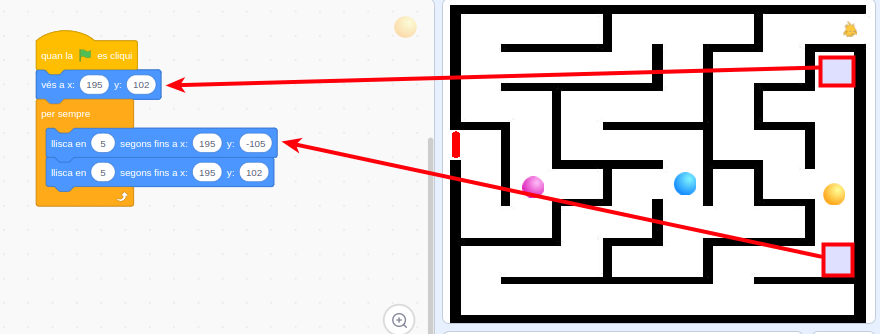 quan la es cliqui
vés a x: 195 y: 102
per sempre
llisca en 5 segons fins a x: 195 y: -105
llisca en 5 segons fins a x: 195 y: 102